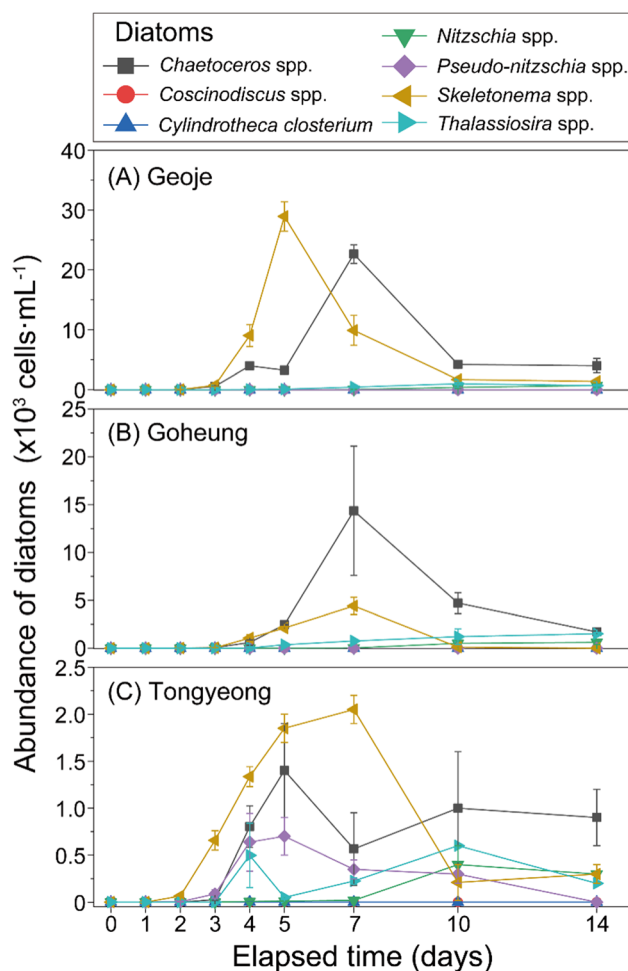 Diatoms
Chaetoceros spp.
Coscinodiscus spp.
Cylindrotheca closterium
Nitzschia spp.
Pseudo-nitzschia spp.
Skeletonema spp.
Thalassiosira spp.
Abundance of diatoms (x10³ cells·mL⁻¹)
(A) Geoje
40
30
20
10
0
(B) Goheung
25
20
15
10
5
0
(C) Tongyeong
2.5
2.0
1.5
1.0
0.5
0
0 1 2 3 4 5 7 10 14
Elapsed time (days)